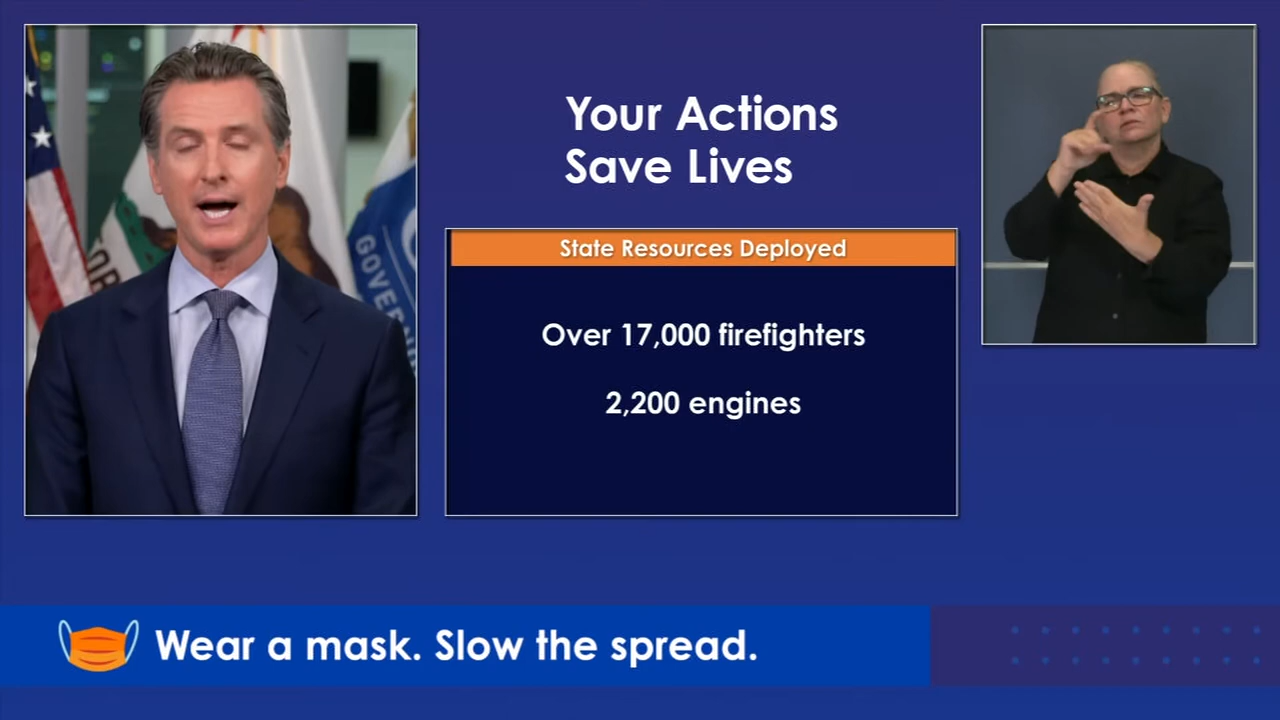 Your Actions
Save Lives
State Resources Deployed
Over 17,000 firefighters
2,200 engines
Wear a mask. Slow the spread.